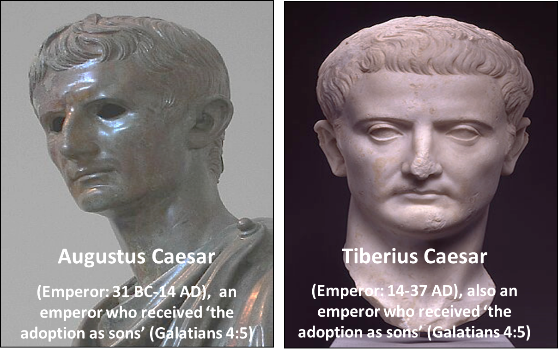 Augustus Caesar
(Emperor: 31 BC-14 AD),  an
emperor who received ‘the
adoption as sons’ (Galatians 4:5)
Tiberius Caesar
(Emperor: 14-37 AD), also an
emperor who received ‘the
adoption as sons’ (Galatians 4:5)